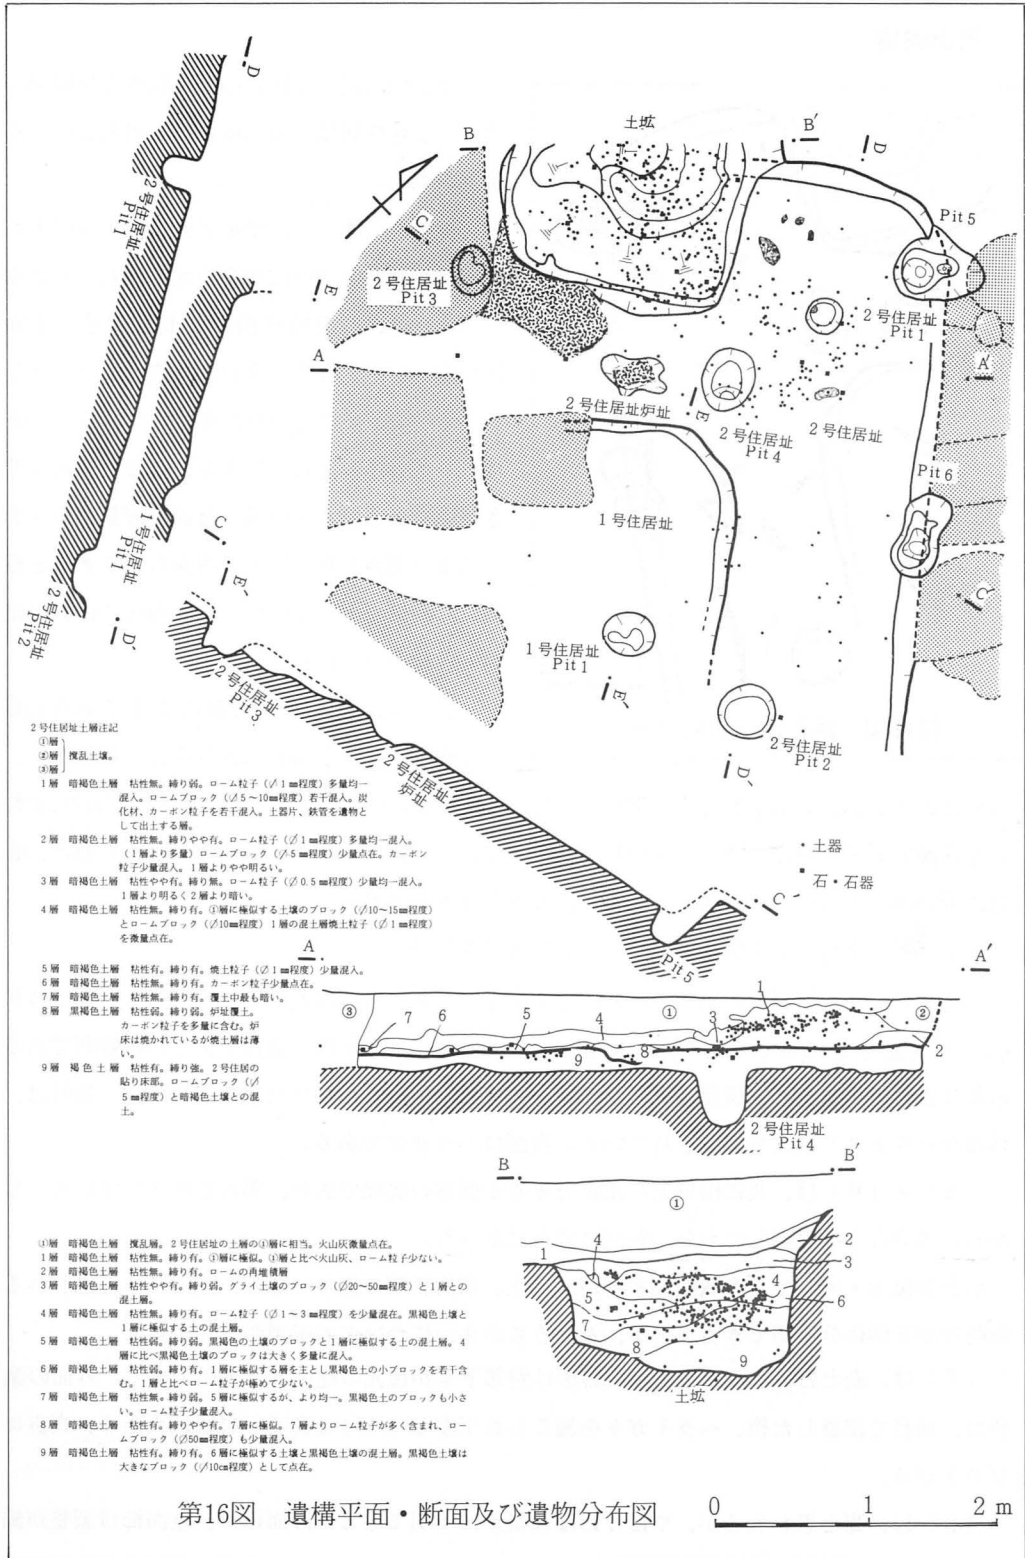 D
B
土坑
B′
D
C
Pit 5
2号住居址
Pit 1
2号住居址
Pit 3
E
2号住居址
Pit 1
A
A′
2号住居址炉址
E
2号住居址
Pit 4
2号住居址
Pit 6
1号住居址
C
E′
C′
1号住居址
Pit 1
2号住居址
Pit 2
D′
1号住居址
Pit 1
E′
2号住居址
Pit 3
2号住居址
Pit 2
D′
2号住居址
炉址
・土器
▪石・石器
C′
Pit 5
2号住居址土層注記
①層
②層 攪乱土壌。
③層
1層 暗褐色土層 粘性無。締り弱。ローム粒子(∅1㎜程度)多量均一
混入。ロームブロック(∅5~10㎜程度)若干混入。炭
化材、カーボン粒子を若干混入。土器片、鉄管を遺物と
して出土する層。
2層 暗褐色土層 粘性無。締りやや有。ローム粒子(∅1㎜程度)多量均一混入。
(1層より多量)ロームブロック(∅5㎜程度)少量点在。カーボン
粒子少量混入。1層よりやや明るい。
3層 暗褐色土層 粘性やや有。締り無。ローム粒子(∅0.5㎜程度)少量均一混入。
1層より明るく2層より暗い。
4層 暗褐色土層 粘性無。締り有。①層に極似する土壌のブロック(∅10~15㎜程度)
とロームブロック(∅10㎜程度)1層の混土層焼土粒子(∅1㎜程度)
を微量点在。
5層 暗褐色土層 粘性有。締り有。焼土粒子(∅1㎜程度)少量混入。
6層 暗褐色土層 粘性有。締り有。カーボン粒子少量点在。
7層 暗褐色土層 粘性無。締り有。覆土中最も暗い。
8層 黒褐色土層 粘性弱。締り弱。炉址覆土。
カーボン粒子を多量に含む。炉
床は焼かれているが焼土層は薄
い。
9層 褐色土層 粘性有。締り強。2号住居の
貼り床部。ロームブロック(∅
5㎜程度)と暗褐色土層との混
土。
A
A′
③
7
6
5
4
①
3
1
②
8
9
2
2号住居址
Pit 4
B
B′
①
1
4
2
3
4
5
6
7
8
9
土坑
①層 暗褐色土層 攪乱層。2号住居址の土層の①層に相当。火山灰微量点在。
1層 暗褐色土層 粘性無。締り有。①層に極似。①層と比べ火山灰、ローム粒子少ない。
2層 暗褐色土層 粘性無。締り有。ロームの再堆積層
3層 暗褐色土層 粘性やや有。締り弱。グライ土壌のブロック(∅20~50㎜程度)と1層との
混土層。
4層 暗褐色土層 粘性無。締り有。ローム粒子(∅1~3㎜程度)を少量混在。黒褐色土壌と
1層に極似する土の混土層。
5層 暗褐色土層 粘性弱。締り弱。黒褐色の土壌のブロックと1層に極似する土の混土層。4
層に比べ黒褐色土壌のブロックは大きく多量に混入。
6層 暗褐色土層 粘性弱。締り有。1層に極似する層を主とし黒褐色土の小ブロックを若干含
む。1層と比べローム粒子が極めて少ない。
7層 暗褐色土層 粘性無。締り弱。5層に極似するが、より均一。黒褐色土のブロックも小さ
い。ローム粒子少量混入。
8層 暗褐色土層 粘性有。締りやや有。7層に極似。7層よりローム粒子が多く含まれ、ロー
ムブロック(∅50㎜程度)も少量混入。
9層 暗褐色土層 粘性有。締り有。6層に極似する土壌と黒褐色土壌の混土層。黒褐色土壌は
大きなブロック(∅10㎝程度)として点在。
第16図 遺構平面・断面及び遺物分布図
0 1 2 m